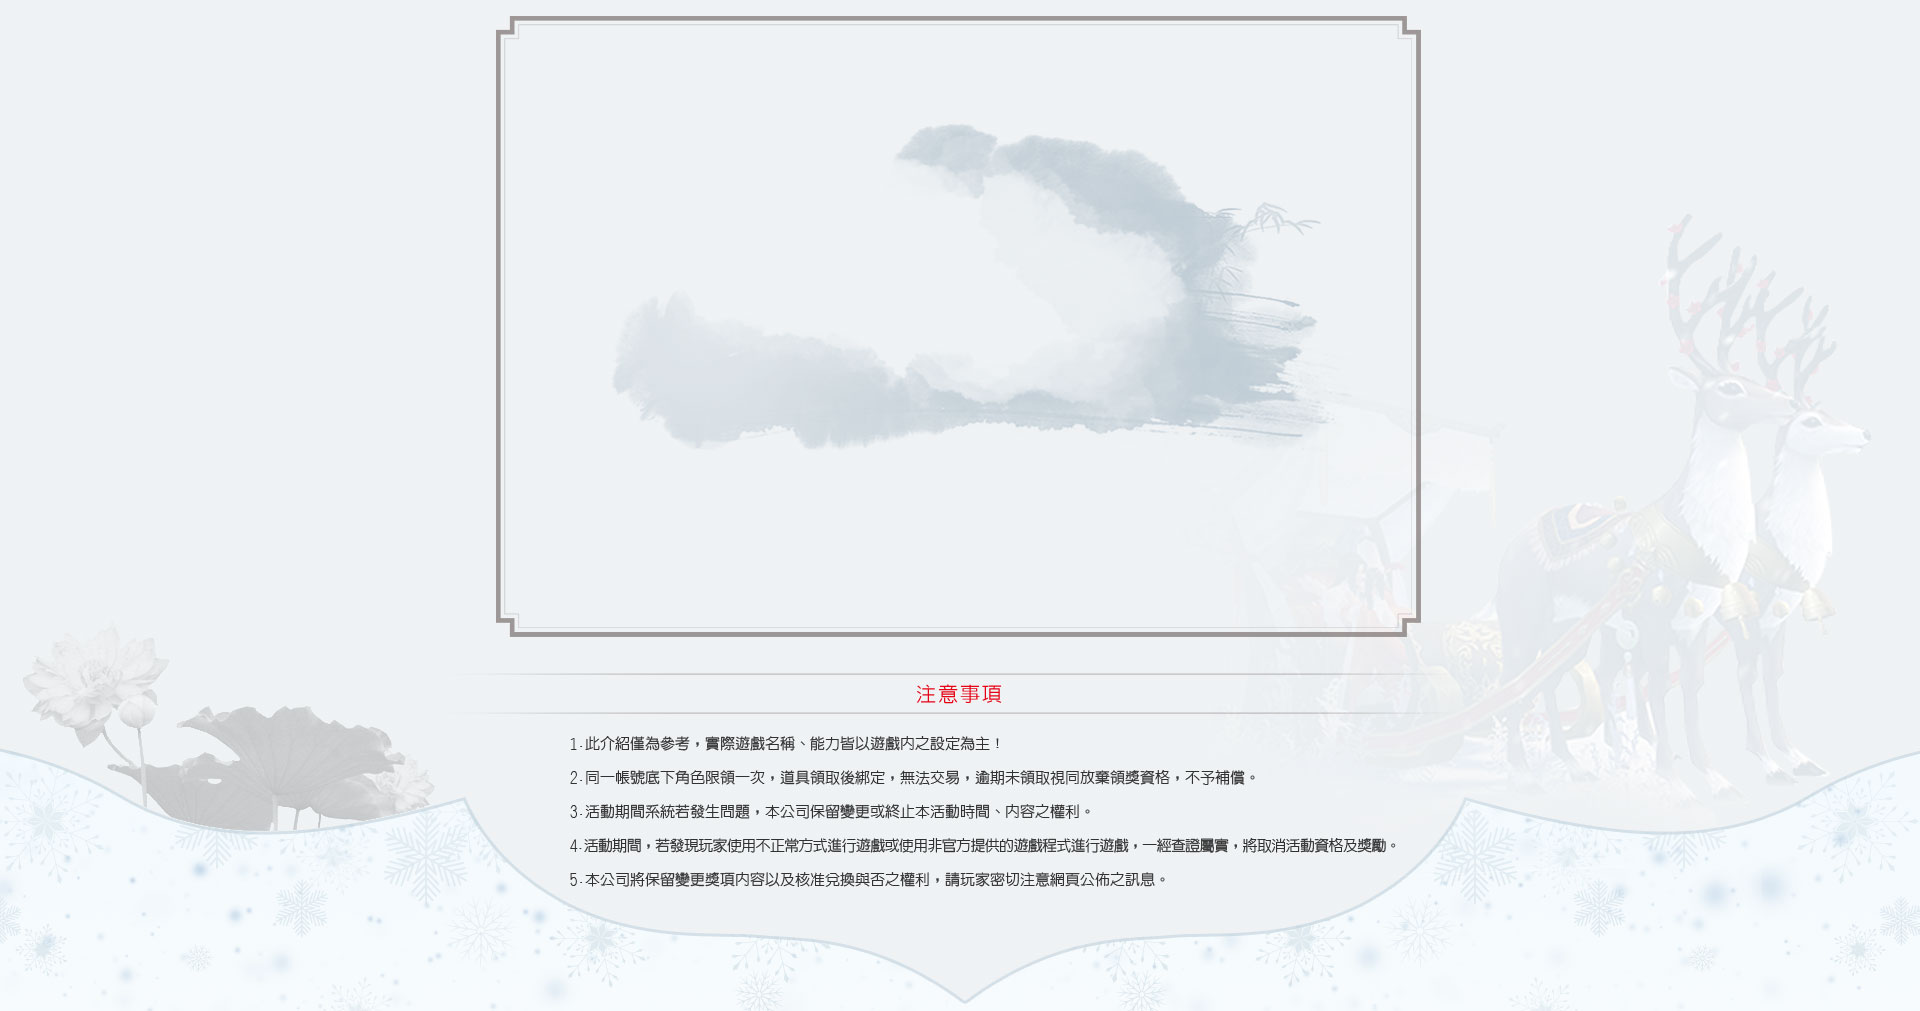 注意事項
1.此介紹僅為參考，實際遊戲名稱、能力皆以遊戲內之設定為主！
2.同一帳號底下角色限領一次，道具領取後綁定，無法交易，逾期未領取視同放棄領獎資格，不予補償。
3.活動期間系統若發生問題，本公司保留變更或終止本活動時間、內容之權利。
4.活動期間，若發現玩家使用不正常方式進行遊戲或使用非官方提供的遊戲程式進行遊戲，一經查證屬實，將取消活動資格及獎勵。
5.本公司將保留變更獎項內容以及核准兌換與否之權利，請玩家密切注意網頁公佈之訊息。